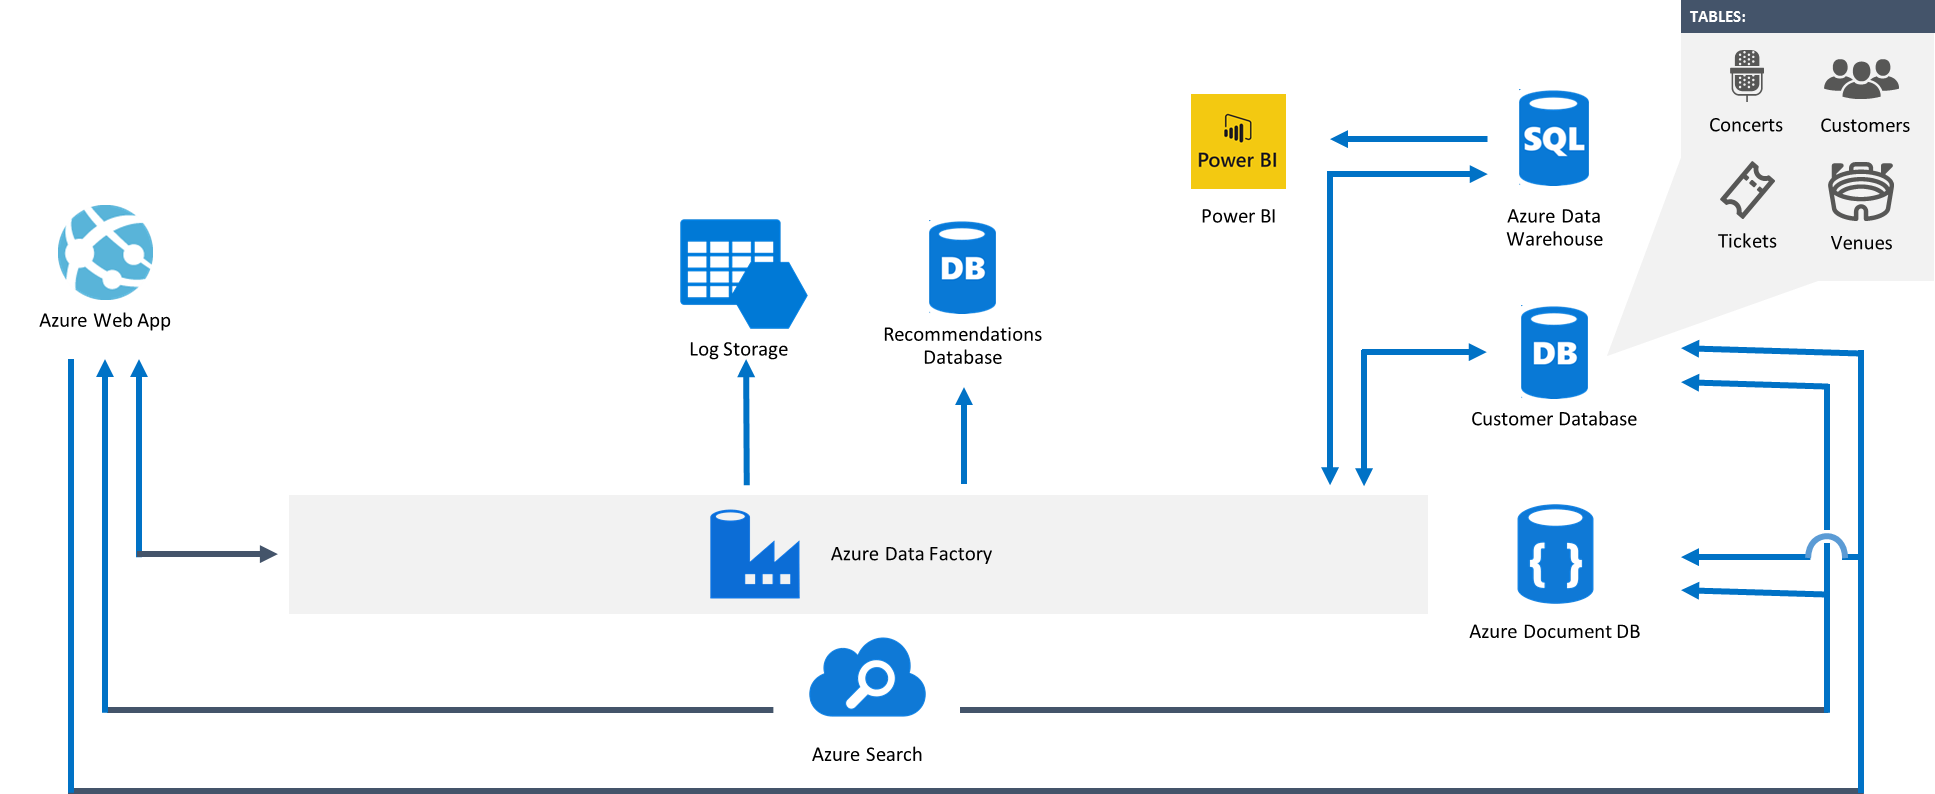 TABLES:
Concerts
Customers
Tickets
Venues
Power BI
Power BI
SQL
Azure Data
Warehouse
Azure Web App
Log Storage
DB
Recommendations
Database
DB
Customer Database
Azure Data Factory
{ }
Azure Document DB
Azure Search